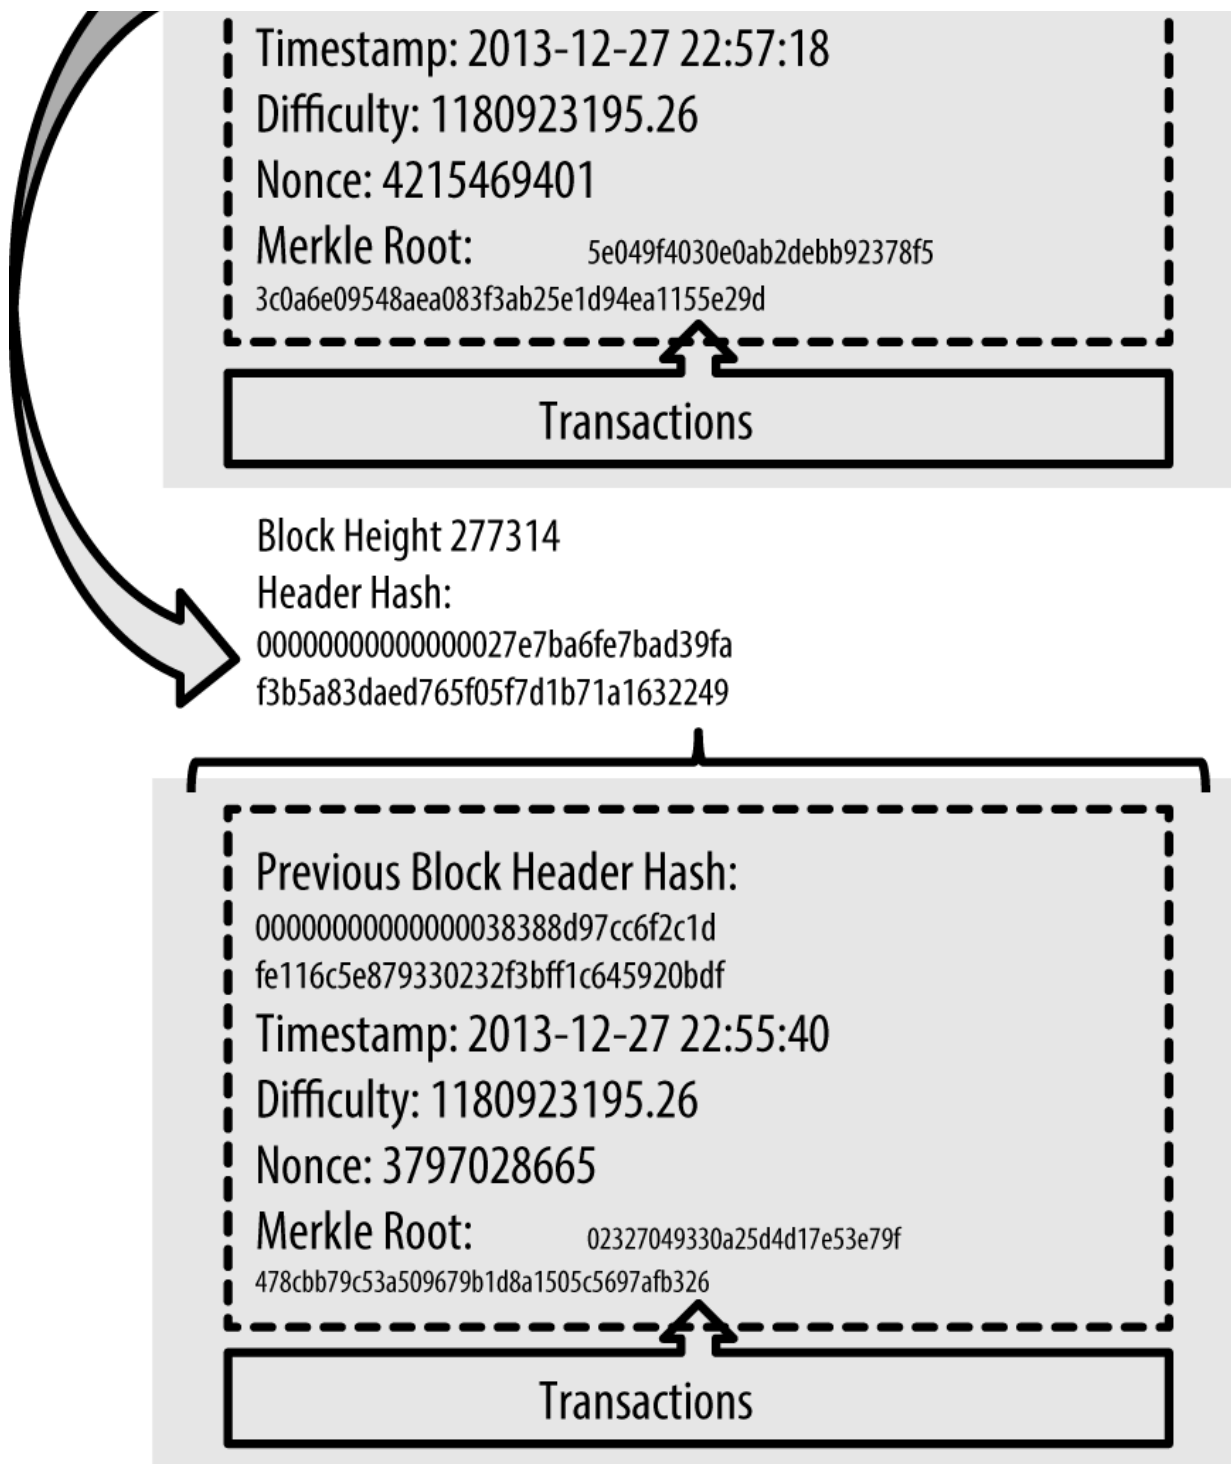 Timestamp: 2013-12-27 22:57:18
Difficulty: 1180923195.26
Nonce: 4215469401
Merkle Root: 5e049f4030e0ab2debb92378f5
3c0a6e09548aea083f3ab25e1d94ea1155e29d
Transactions
Block Height 277314
Header Hash:
00000000000000027e7ba6fe7bad39fa
f3b5a83daed765f05f7d1b71a1632249
Previous Block Header Hash:
00000000000000038388d97cc6f2c1d
fe116c5e879330232f3bff1c645920bdf
Timestamp: 2013-12-27 22:55:40
Difficulty: 1180923195.26
Nonce: 3797028665
Merkle Root: 02327049330a25d4d17e53e79f
478cbb79c53a509679b1d8a1505c5697afb326
Transactions